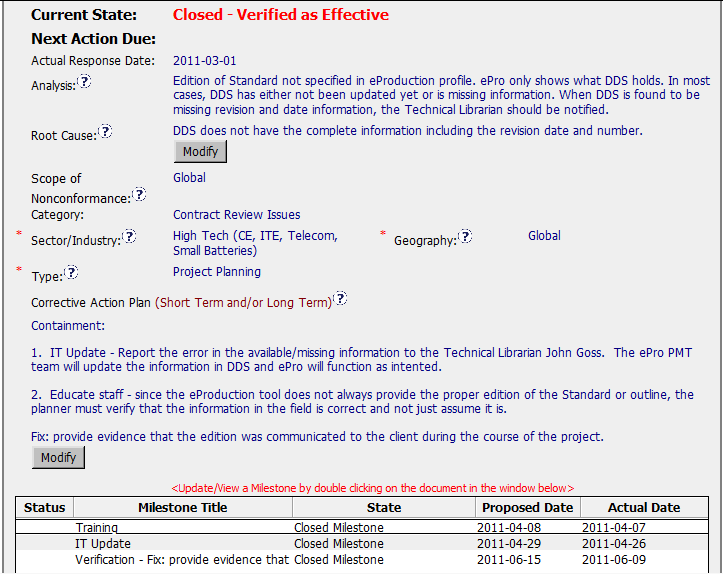 Current State: Closed - Verified as Effective
Next Action Due:
Actual Response Date: 2011-03-01
Analysis:? Edition of Standard not specified in eProduction profile. ePro only shows what DDS holds. In most
cases, DDS has either not been updated yet or is missing information. When DDS is found to be
missing revision and date information, the Technical Librarian should be notified.
Root Cause:? DDS does not have the complete information including the revision date and number.
Modify
Scope of Global
Nonconformance:?
Category: Contract Review Issues
* Sector/Industry:? High Tech (CE, ITE, Telecom, * Geography:? Global
Small Batteries)
* Type:? Project Planning
Corrective Action Plan (Short Term and/or Long Term)?
Containment:
1. IT Update - Report the error in the available/missing information to the Technical Librarian John Goss. The ePro PMT
team will update the information in DDS and ePro will function as intented.
2. Educate staff - since the eProduction tool does not always provide the proper edition of the Standard or outline, the
planner must verify that the information in the field is correct and not just assume it is.
Fix: provide evidence that the edition was communicated to the client during the course of the project.
Modify
<Update/View a Milestone by double clicking on the document in the window below>
Status Milestone Title State Proposed Date Actual Date
Training Closed Milestone 2011-04-08 2011-04-07
IT Update Closed Milestone 2011-04-29 2011-04-26
Verification - Fix: provide evidence that Closed Milestone 2011-06-15 2011-06-09